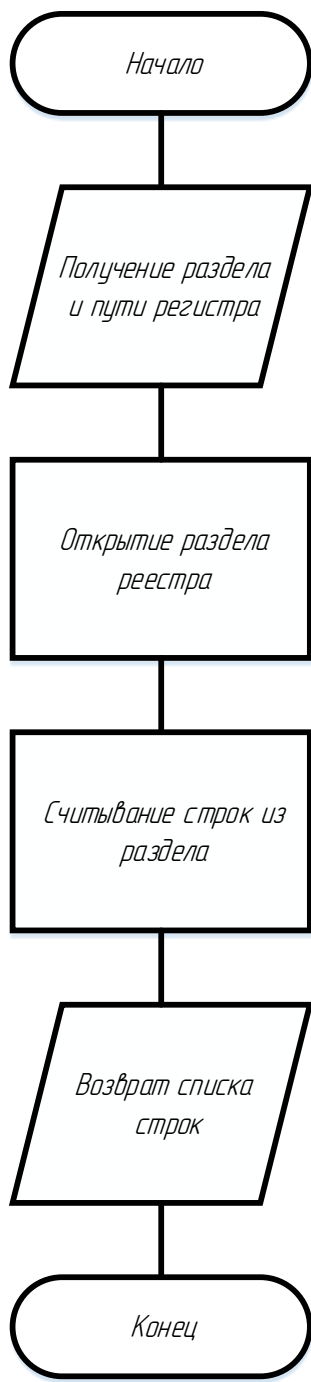 Начало
Получение раздела
и пути регистра
Открытие раздела
реестра
Считывание строк из
раздела
Возврат списка
строк
Конец